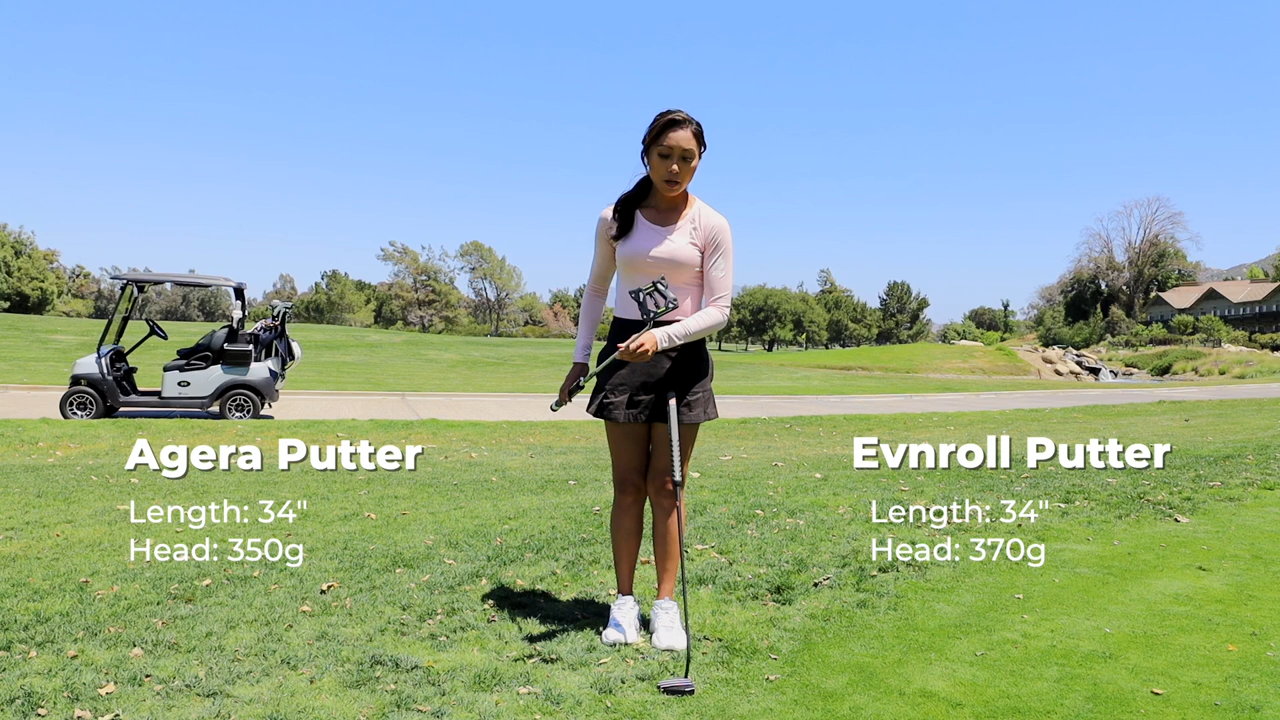 Agera Putter
Length: 34"
Head: 350g
Evnroll Putter
Length: 34"
Head: 370g